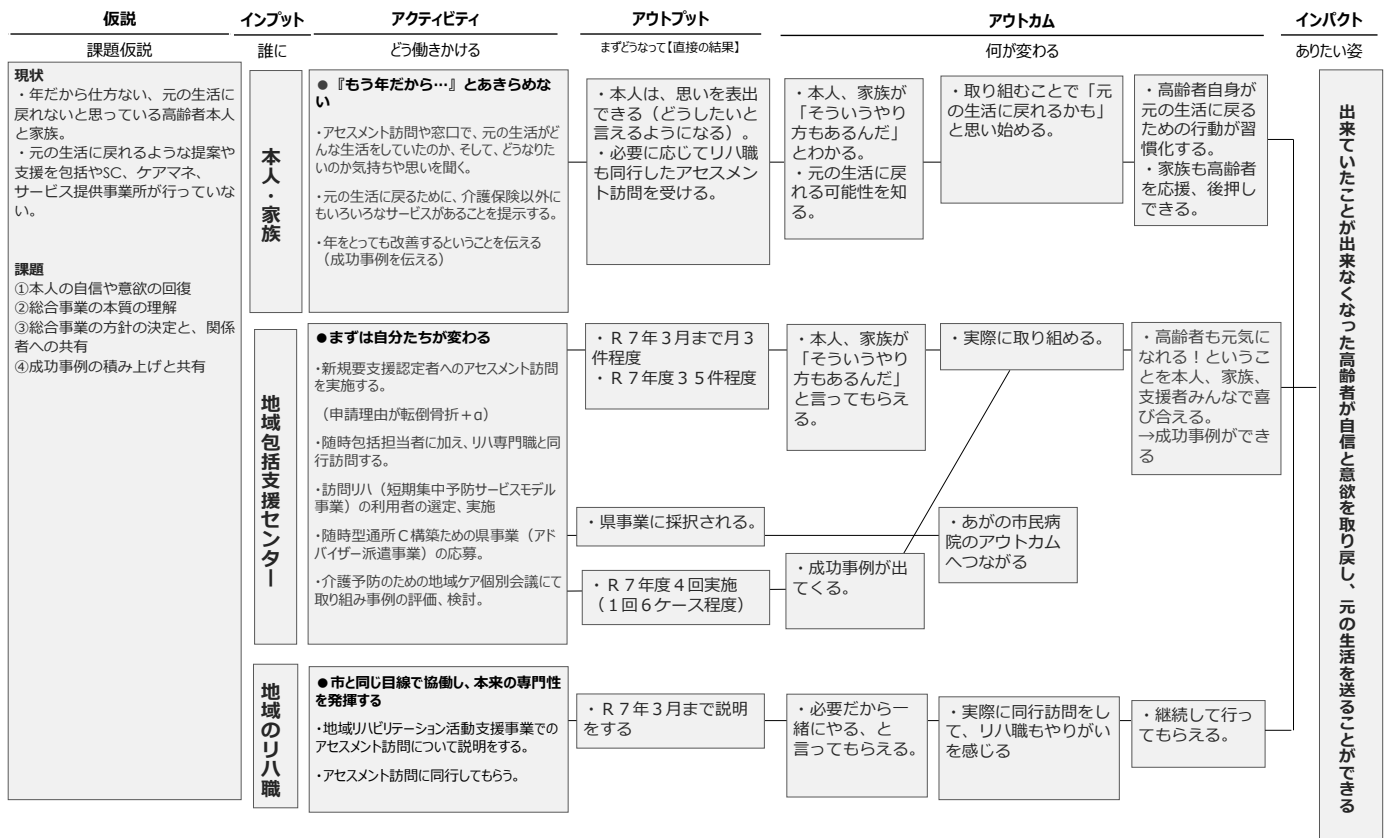 仮説
インプット
アクティビティ
アウトプット
アウトカム
インパクト
課題仮説
誰に
どう働きかける
まずどうなって【直接の結果】
何が変わる
ありたい姿
現状
・年だから仕方ない、元の生活に
戻れないと思っている高齢者本人
と家族。
・元の生活に戻れるような提案や
支援を包括やSC、ケアマネ、
サービス提供事業所が行っていな
い。
課題
①本人の自信や意欲の回復
②総合事業の本質の理解
③総合事業の方針の決定と、関係
者への共有
④成功事例の積み上げと共有
本人・家族
● 『もう年だから…』とあきらめな
い
・アセスメント訪問や窓口で、元の生活がど
んな生活をしていたのか、そして、どうなりた
いのか気持ちや思いを聞く。
・元の生活に戻るために、介護保険以外に
もいろいろなサービスがあることを提示する。
・年をとっても改善するということを伝える
（成功事例を伝える）
・本人は、思いを表出
できる（どうしたいと
言えるようになる）。
・必要に応じてリハ職
も同行したアセスメン
ト訪問を受ける。
・本人、家族が
「そういうやり
方もあるんだ」
とわかる。
・元の生活に戻
れる可能性を知
る。
・取り組むことで「元
の生活に戻れるかも」
と思い始める。
・高齢者自身が
元の生活に戻る
ための行動が習
慣化する。
・家族も高齢者
を応援、後押し
できる。
地域包括支援センター
●まずは自分たちが変わる
・新規要支援認定者へのアセスメント訪問
を実施する。
（申請理由が転倒骨折＋α）
・随時包括担当者に加え、リハ専門職と同
行訪問する。
・訪問リハ（短期集中予防サービスモデル
事業）の利用者の選定、実施
・随時型通所Ｃ構築ための県事業（アド
バイザー派遣事業）の応募。
・介護予防のための地域ケア個別会議にて
取り組み事例の評価、検討。
・Ｒ７年３月まで月３
件程度
・Ｒ７年度３５件程度
・本人、家族が
「そういうやり
方もあるんだ」
と言ってもらえ
る。
・実際に取り組める。
・高齢者も元気に
なれる！というこ
とを本人、家族、
支援者みんなで喜
び合える。
→成功事例ができ
る
・県事業に採択される。
・あがの市民病
院のアウトカム
へつながる
・Ｒ７年度４回実施
（１回６ケース程度）
・成功事例が出
てくる。
地域のリハ職
●市と同じ目線で協働し、本来の専門性
を発揮する
・地域リハビリテーション活動支援事業での
アセスメント訪問について説明をする。
・アセスメント訪問に同行してもらう。
・Ｒ７年３月まで説明
をする
・必要だから一
緒にやる、と
言ってもらえる。
・実際に同行訪問をし
て、リハ職もやりがい
を感じる
・継続して行っ
てもらえる。
出来ていたことが出来なくなった高齢者が自信と意欲を取り戻し、元の生活を送ることができる